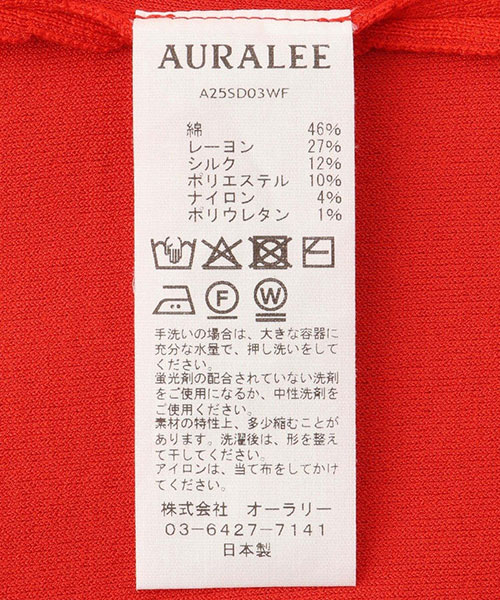 AURALEE
A25SD03WF
綿 46%
レーヨン 27%
シルク 12%
ポリエステル 10%
ナイロン 4%
ポリウレタン 1%
F W
手洗いの場合は、大きな容器に
充分な水量で、押し洗いをして
ください。
蛍光剤の配合されていない洗剤
をご使用になるか、中性洗剤を
ご使用ください。
素材の特性上、多少縮むことが
あります。洗濯後は、形を整え
て干してください。
アイロンは、当て布をしてかけ
てください。
株式会社 オーラリー
03-6427-7141
日本製